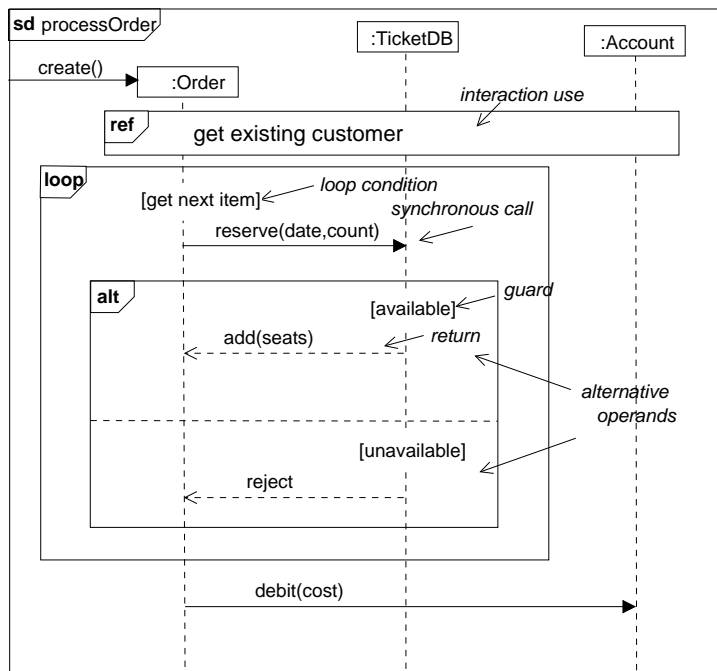 sd processOrder
:TicketDB
:Account
create()
:Order
interaction use
ref
get existing customer
loop
loop condition
[get next item]
synchronous call
reserve(date,count)
alt
guard
[available]
return
add(seats)
alternative
operands
[unavailable]
reject
debit(cost)